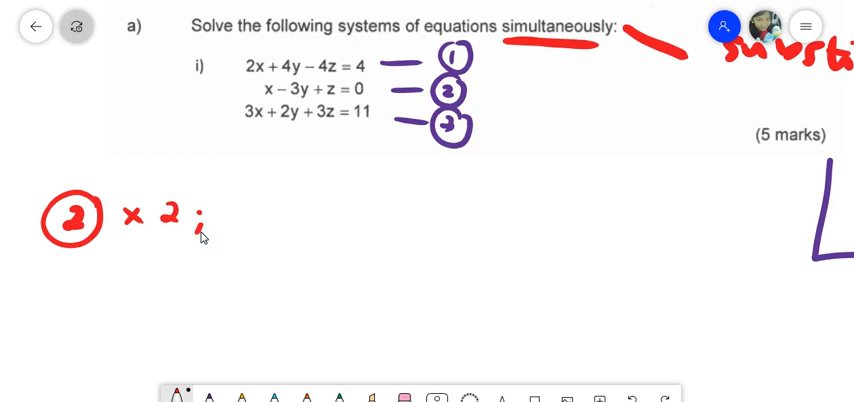 a) Solve the following systems of equations simultaneously:
substi
i) 2x + 4y − 4z = 4 — 1
x − 3y + z = 0 — 2
3x + 2y + 3z = 11 — 3
(5 marks)
2 × 2 ;